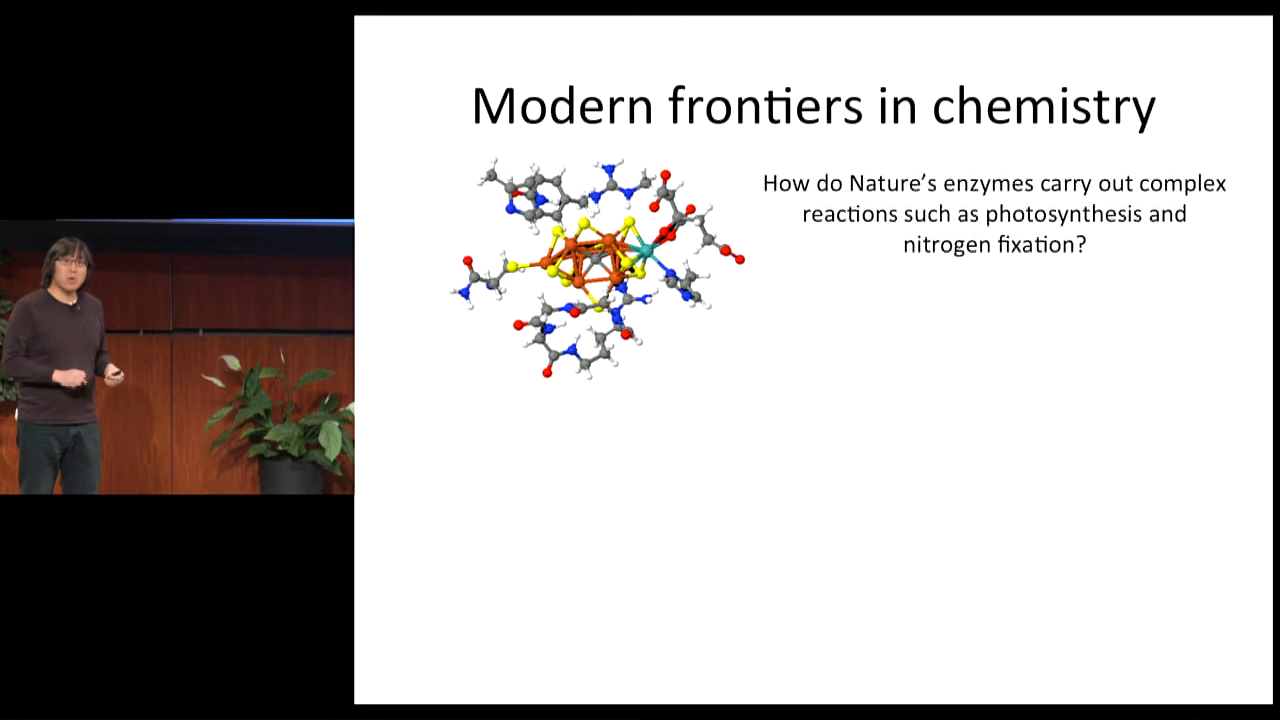 Modern frontiers in chemistry
How do Nature's enzymes carry out complex
reactions such as photosynthesis and
nitrogen fixation?